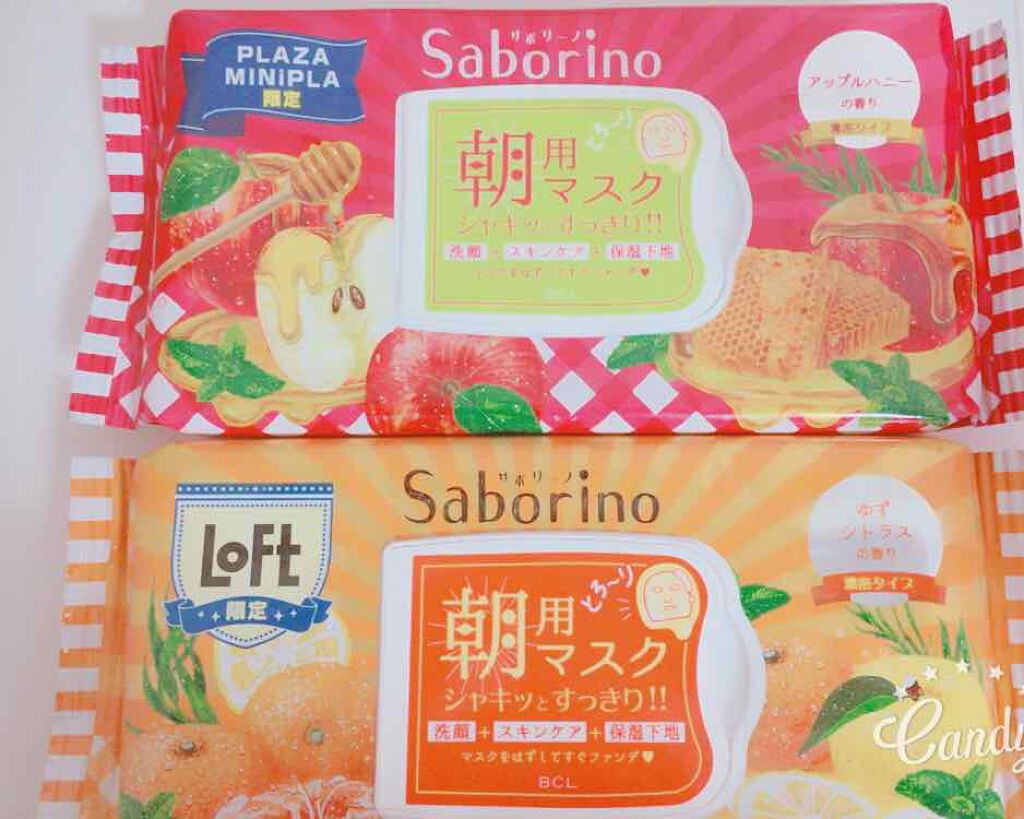 PLAZA
MiNiPLA
限定
サボリーノ
Saborino
アップルハニー
の香り
濃密タイプ
朝用
マスク
とろ〜り
シャキッとすっきり!!
洗顔+スキンケア+保湿下地
LOFt
限定
サボリーノ
Saborino
ゆず
シトラス
の香り
濃密タイプ
朝用
マスク
とろ〜り
シャキッとすっきり!!
洗顔+スキンケア+保湿下地
マスクをはずしてすぐファンデ♥
BCL
Candy